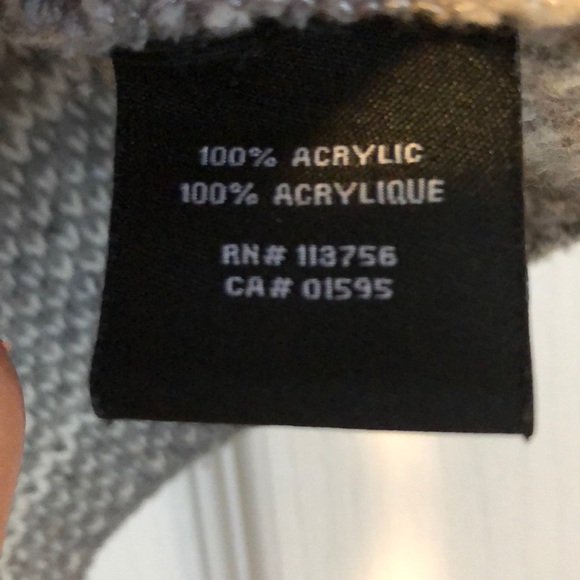 100% ACRYLIC
100% ACRYLIQUE
RN# 113756
CA# 01595